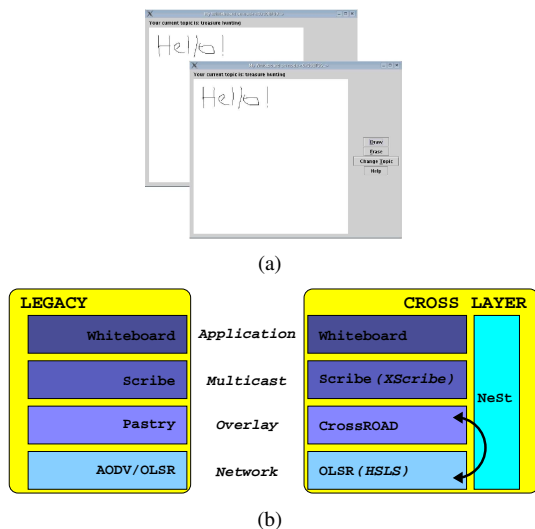 Your current topic is: treasure hunting
Hello!
Your current topic is: treasure hunting
Hello!
Draw
Erase
Change Topic
Help
(a)
LEGACY
CROSS LAYER
Whiteboard
Application
Whiteboard
Scribe
Multicast
Scribe (XScribe)
NeSt
Pastry
Overlay
CrossROAD
AODV/OLSR
Network
OLSR (HSLS)
(b)